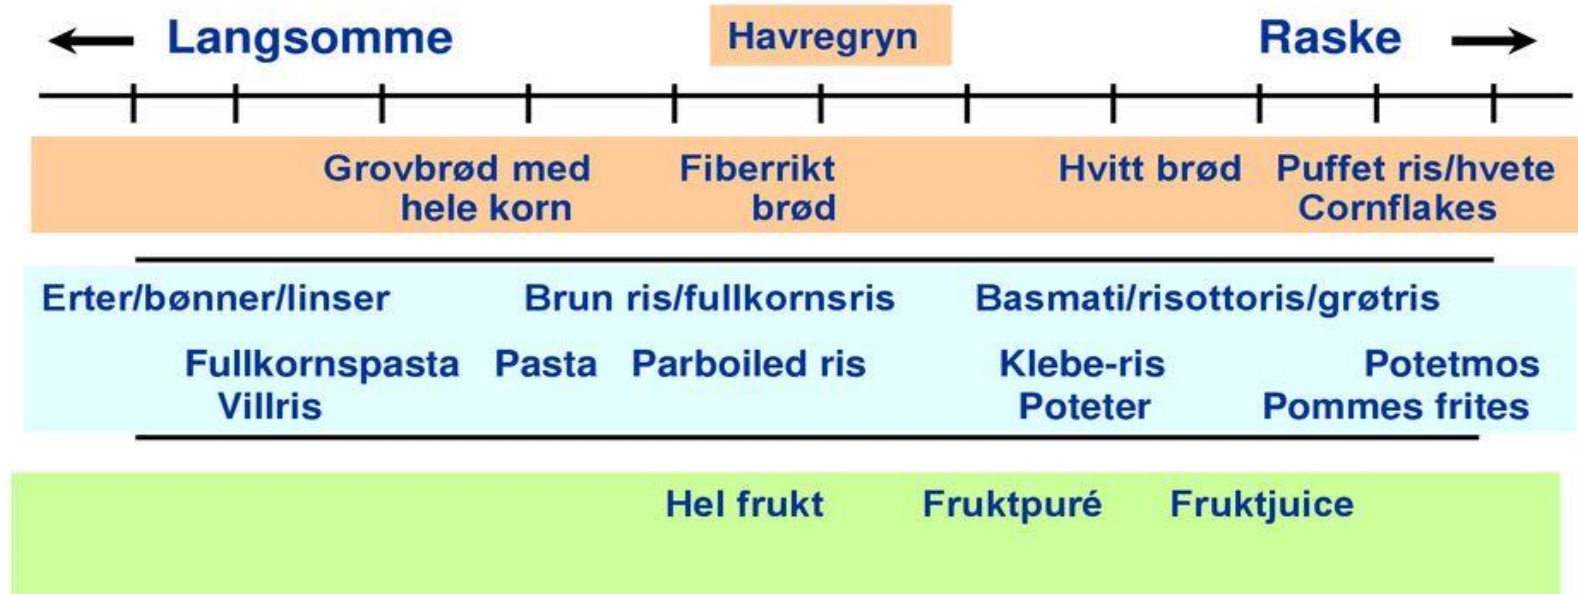 Langsomme Havregryn Raske
Grovbrød med Fiberrikt Hvitt brød Puffet ris/hvete
hele korn brød Cornflakes
Erter/bønner/linser Brun ris/fullkornsris Basmati/risottoris/grøtris
Fullkornspasta Pasta Parboiled ris Klebe-ris Potetmos
Villris Poteter Pommes frites
Hel frukt Fruktpuré Fruktjuice